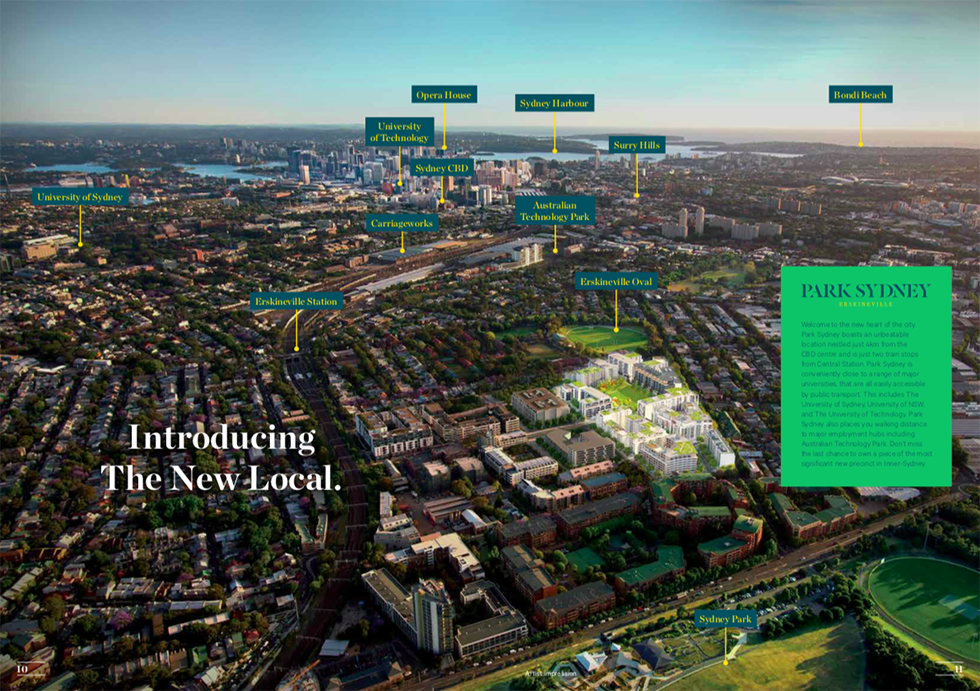 Opera House
Sydney Harbour
Bondi Beach
University
of Technology
Surry Hills
Sydney CBD
University of Sydney
Australian
Technology Park
Carriageworks
Erskineville Oval
Erskineville Station
PARK SYDNEY
ERSKINEVILLE
Welcome to the new heart of the city.
Park Sydney boasts an unbeatable
location nestled just 4km from the
CBD centre and is just two train stops
from Central Station. Park Sydney is
conveniently close to a range of major
universities, that are all easily accessible
by public transport. This includes The
University of Sydney, University of NSW,
and The University of Technology. Park
Sydney also places you walking distance
to major employment hubs including
Australian Technology Park. Don't miss
the last chance to own a piece of the most
significant new precinct in Inner-Sydney.
Introducing
The New Local.
Sydney Park
10
Artist impression
11